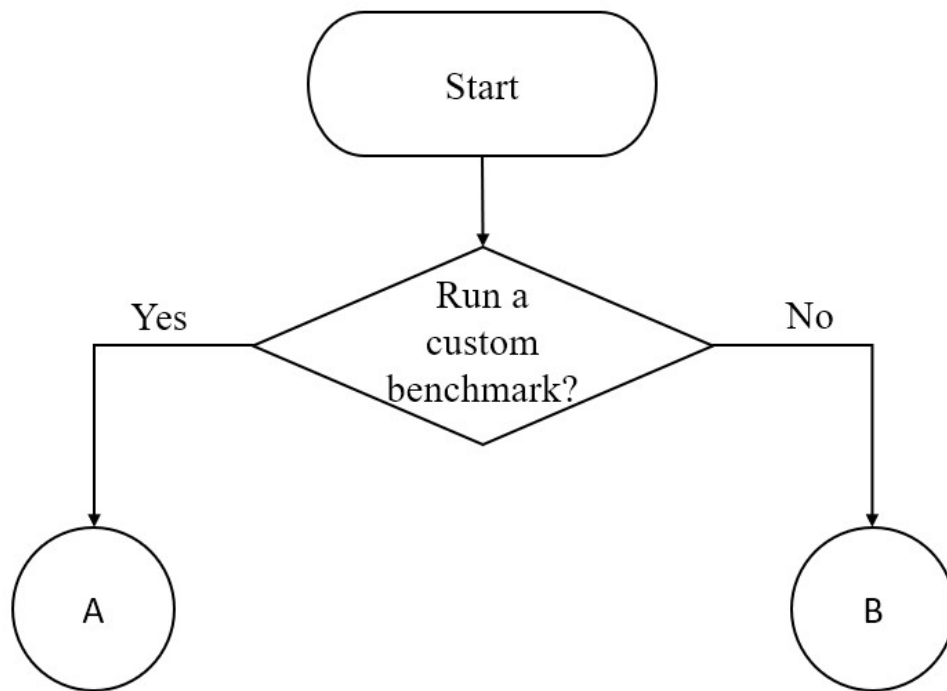 Start
Run a
custom
benchmark?
Yes
No
A
B